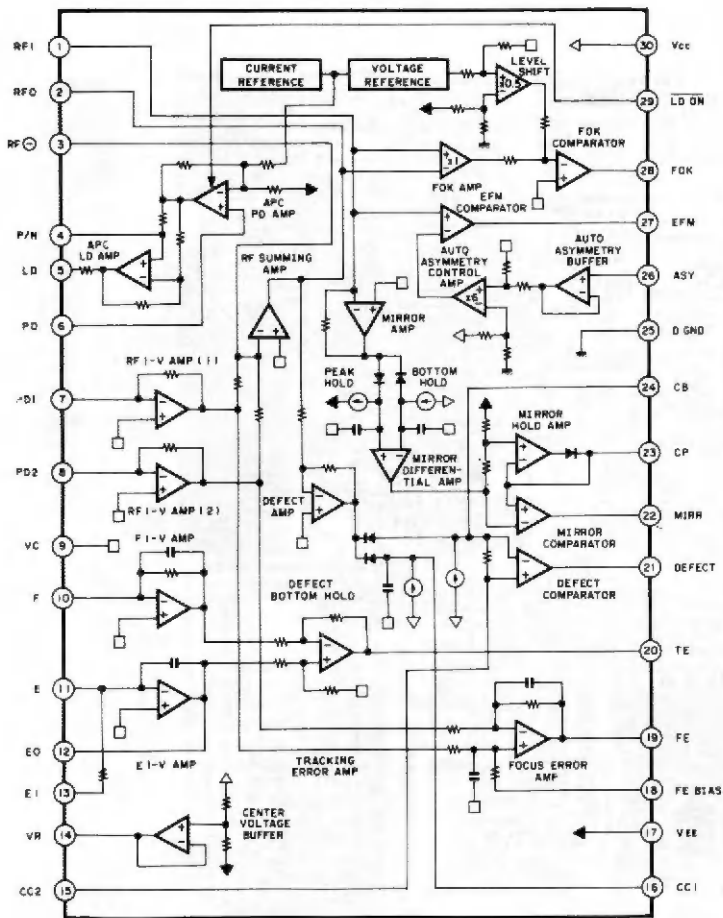 RF I
1
RFO
2
RF⊖
3
P/N
4
LD
5
PD
6
PD1
7
PD2
8
VC
9
F
10
E
11
EO
12
EI
13
VR
14
CC2
15
CURRENT
REFERENCE
VOLTAGE
REFERENCE
LEVEL
SHIFT
×0.5
FOK
COMPARATOR
×1
FOK AMP
EFM
COMPARATOR
APC
PD AMP
APC
LD AMP
RF SUMMING
AMP
AUTO
ASYMMETRY
CONTROL
AMP
×6
AUTO
ASYMMETRY
BUFFER
MIRROR
AMP
PEAK
HOLD
BOTTOM
HOLD
RF I-V AMP (1)
MIRROR
HOLD AMP
MIRROR
DIFFEREN-
TIAL AMP
DEFECT
AMP
RF I-V AMP (2)
MIRROR
COMPARATOR
F I-V AMP
DEFECT
BOTTOM HOLD
DEFECT
COMPARATOR
E I-V AMP
TRACKING
ERROR AMP
FOCUS ERROR
AMP
CENTER
VOLTAGE
BUFFER
30
Vcc
29
LD ON
28
FOK
27
EFM
26
ASY
25
D GND
24
CB
23
CP
22
MIRR
21
DEFECT
20
TE
19
FE
18
FE BIAS
17
VEE
16
CC1